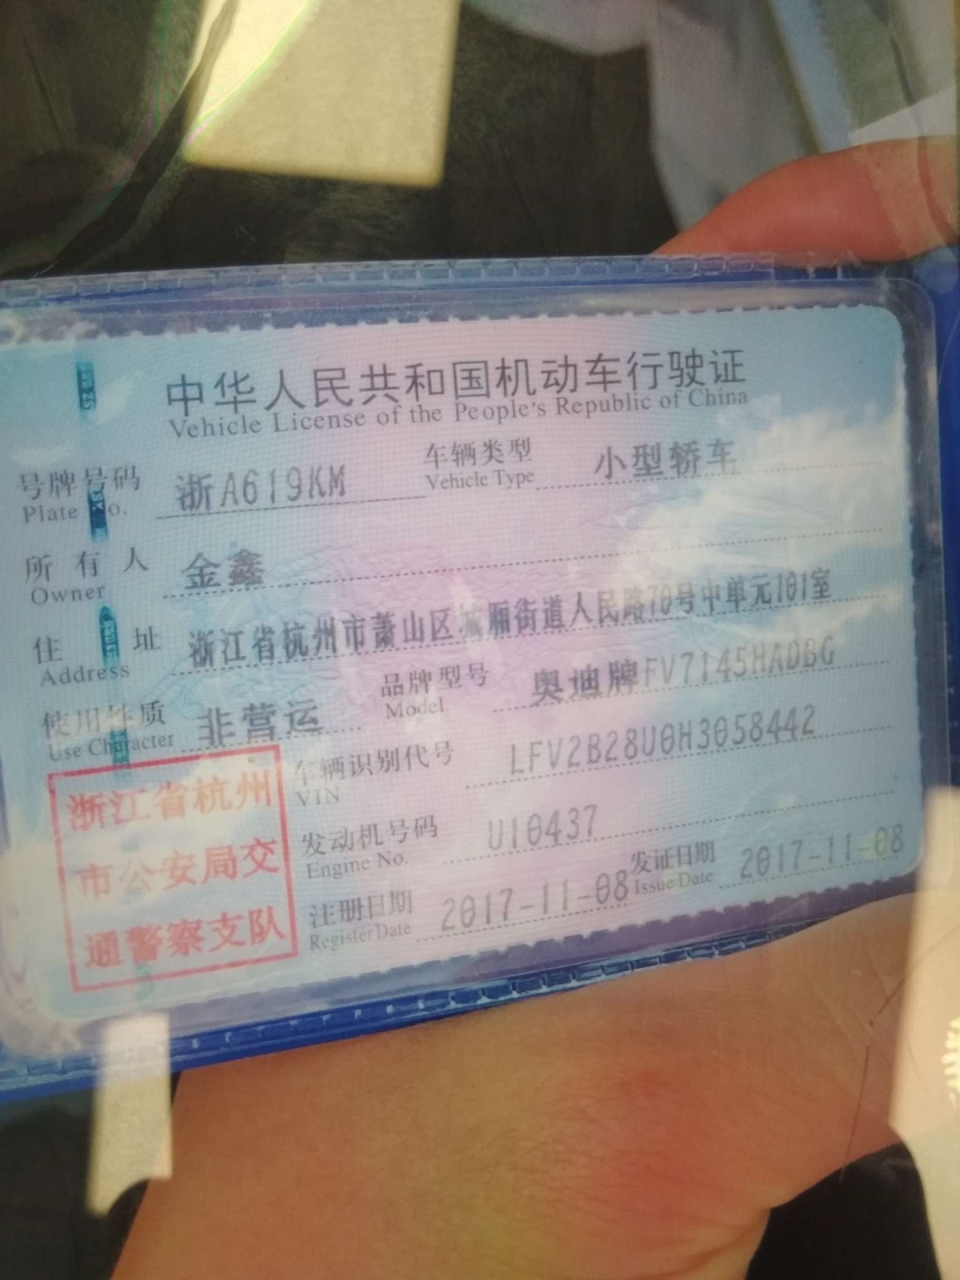 中华人民共和国机动车行驶证
Vehicle License of the People's Republic of China
号牌号码 浙A619KM 车辆类型 小型轿车
Plate No. Vehicle Type
所有人 金鑫
Owner
住址 浙江省杭州市萧山区城厢街道人民路70号中单元101室
Address
使用性质 非营运 品牌型号 奥迪牌FV7145HADBG
Use Character Model
车辆识别代号 LFV2B28U0H3058442
VIN
发动机号码 U10437
Engine No.
注册日期 2017-11-08 发证日期 2017-11-08
Register Date Issue Date
浙江省杭州
市公安局交
通警察支队